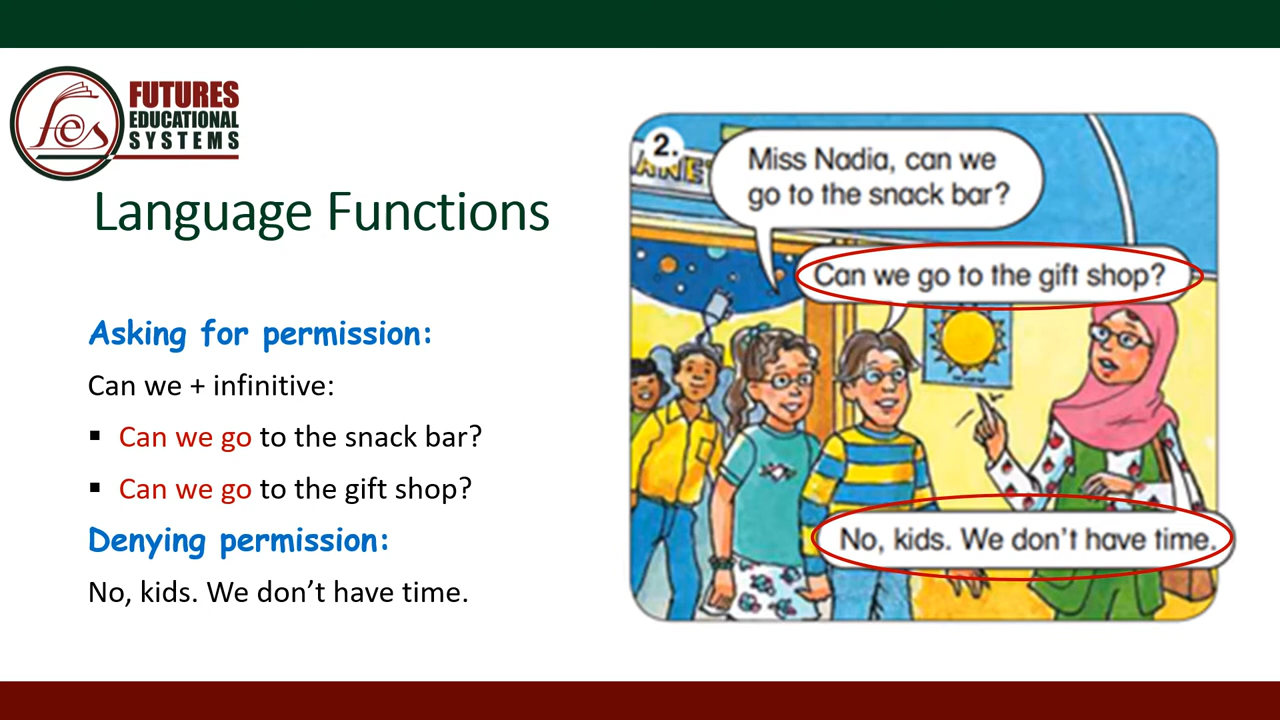 fes
FUTURES
EDUCATIONAL
SYSTEMS
Language Functions
Asking for permission:
Can we + infinitive:
▪ Can we go to the snack bar?
▪ Can we go to the gift shop?
Denying permission:
No, kids. We don’t have time.
2.
ANET
Miss Nadia, can we
go to the snack bar?
Can we go to the gift shop?
No, kids. We don't have time.